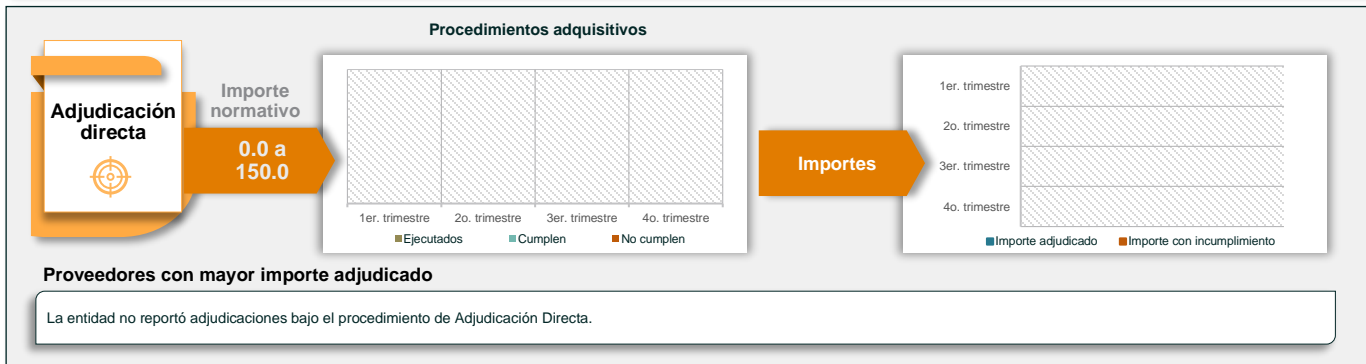 Procedimientos adquisitivos
Adjudicación
directa
Importe
normativo
0.0 a
150.0
1er. trimestre
2o. trimestre
3er. trimestre
4o. trimestre
Ejecutados
Cumplen
No cumplen
Importes
1er. trimestre
2o. trimestre
3er. trimestre
4o. trimestre
Importe adjudicado
Importe con incumplimiento
Proveedores con mayor importe adjudicado
La entidad no reportó adjudicaciones bajo el procedimiento de Adjudicación Directa.